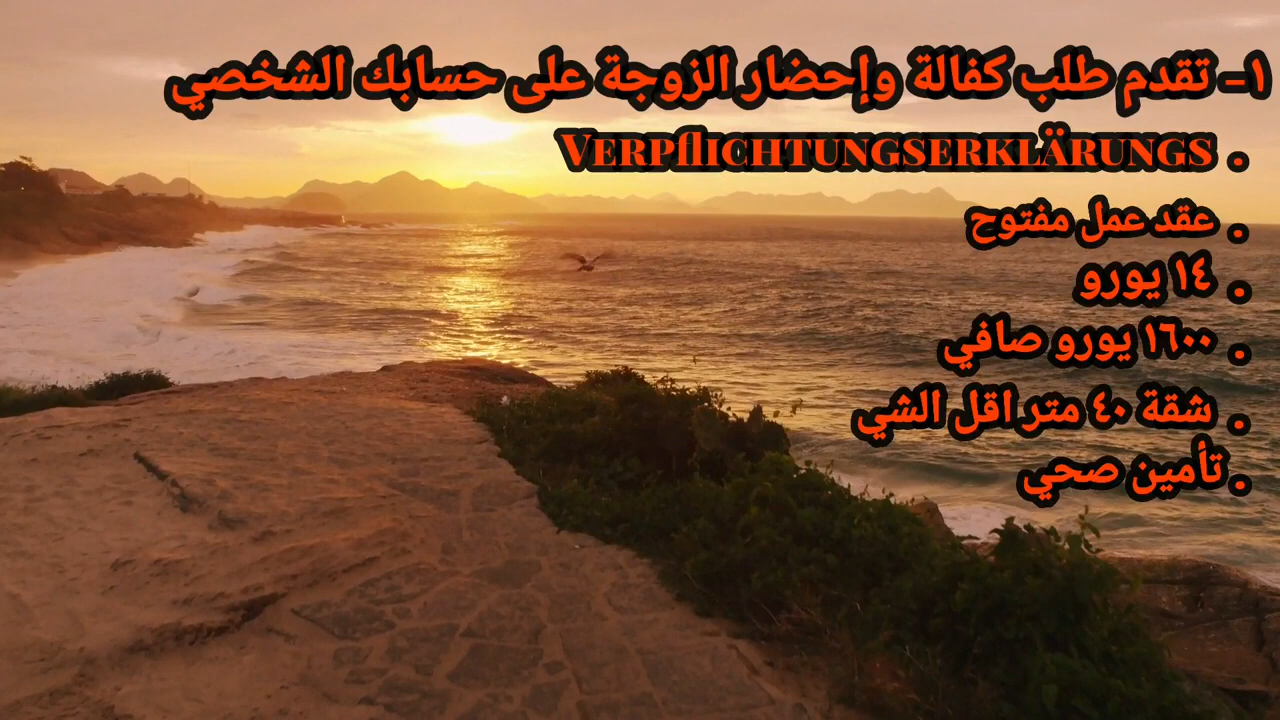 ١- تقدم طلب كفالة وإحضار الزوجة على حسابك الشخصي
• Verpflichtungserklärungs
• عقد عمل مفتوح
• ١٤ يورو
• ١٦٠٠ يورو صافي
• شقة ٤٠ متر اقل الشي
• تأمين صحي